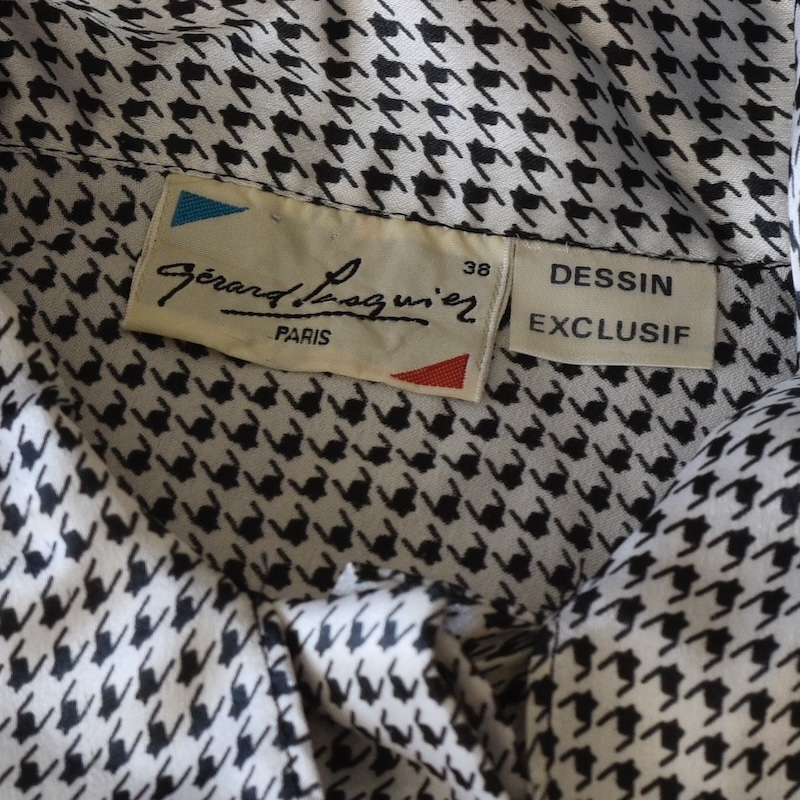 38
Gérard Pasquier
PARIS
DESSIN
EXCLUSIF